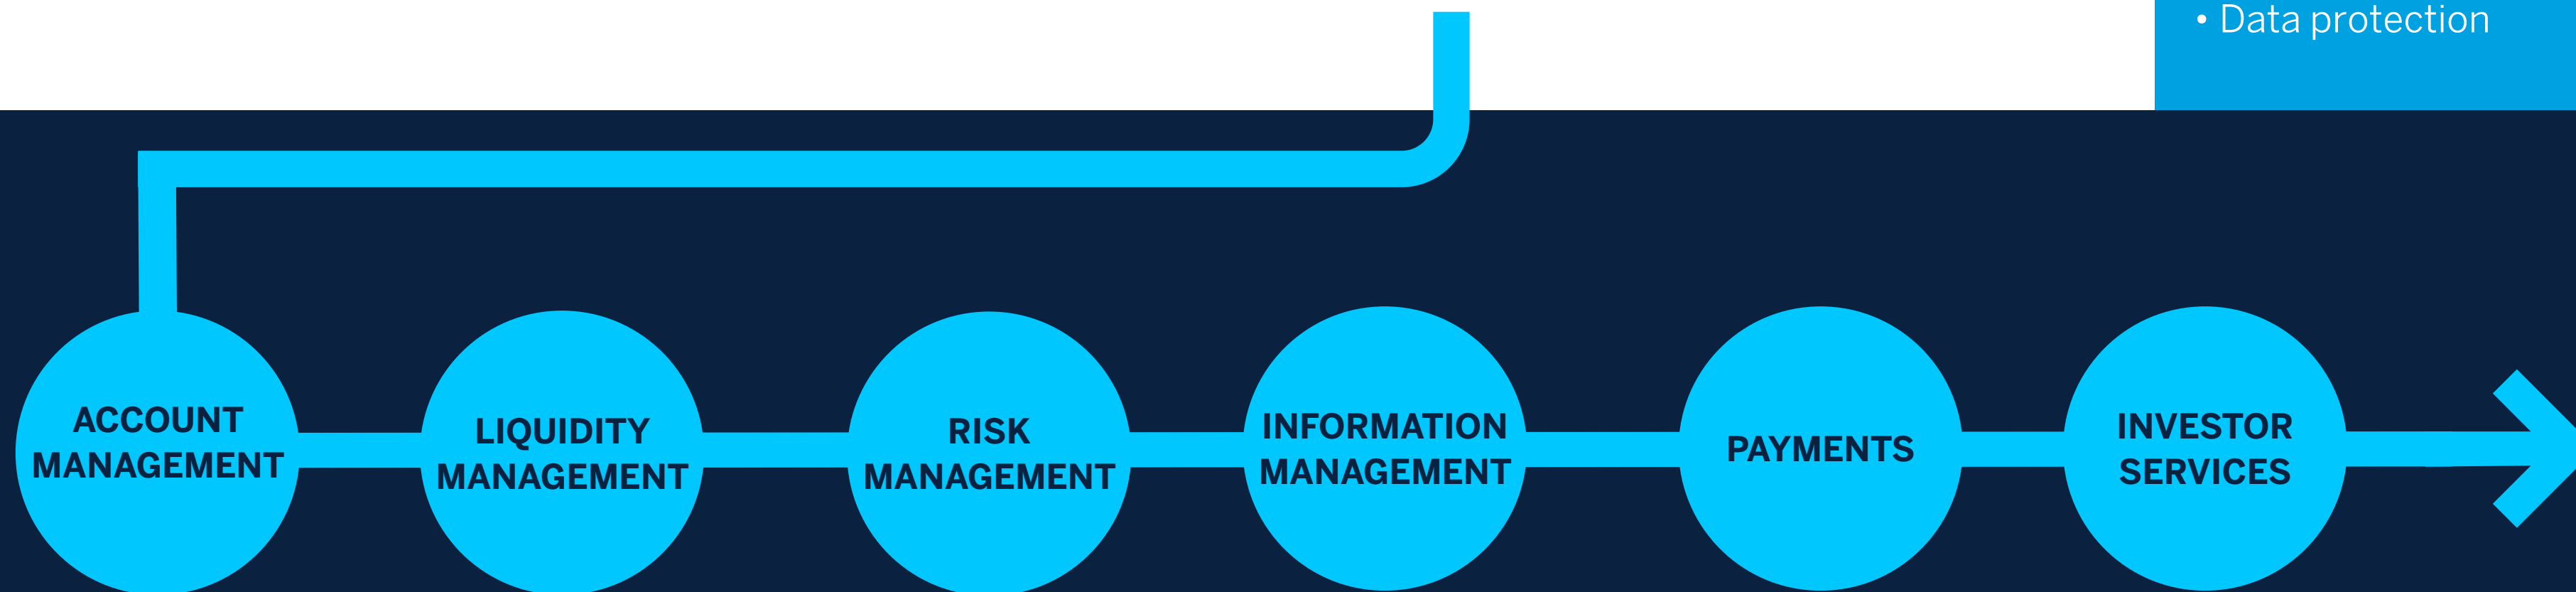 • Data protection
ACCOUNT
MANAGEMENT
LIQUIDITY
MANAGEMENT
RISK
MANAGEMENT
INFORMATION
MANAGEMENT
PAYMENTS
INVESTOR
SERVICES